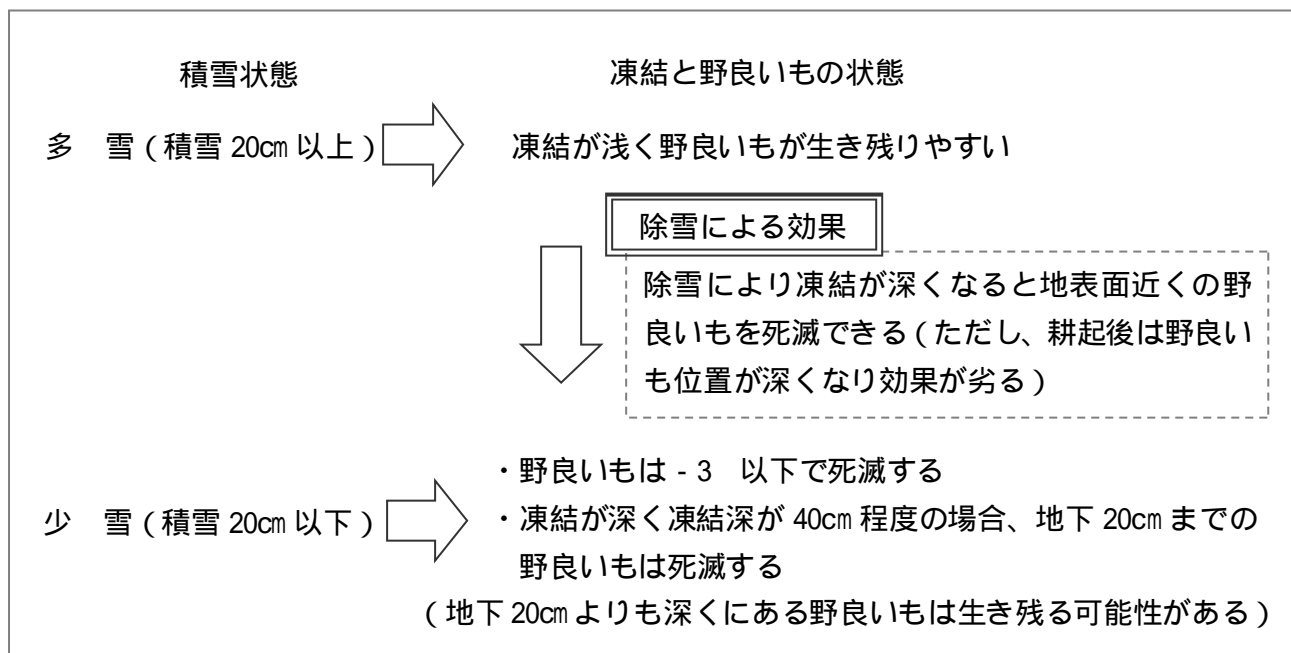 積雪状態
凍結と野良いもの状態
多　雪（積雪 20㎝ 以上）
凍結が浅く野良いもが生き残りやすい
除雪による効果
除雪により凍結が深くなると地表面近くの野
良いもを死滅できる（ただし、耕起後は野良い
も位置が深くなり効果が劣る）
少　雪（積雪 20㎝ 以下）
・野良いもは - 3　以下で死滅する
・凍結が深く凍結深が 40㎝ 程度の場合、地下 20㎝ までの
野良いもは死滅する
（地下 20㎝ よりも深くにある野良いもは生き残る可能性がある）